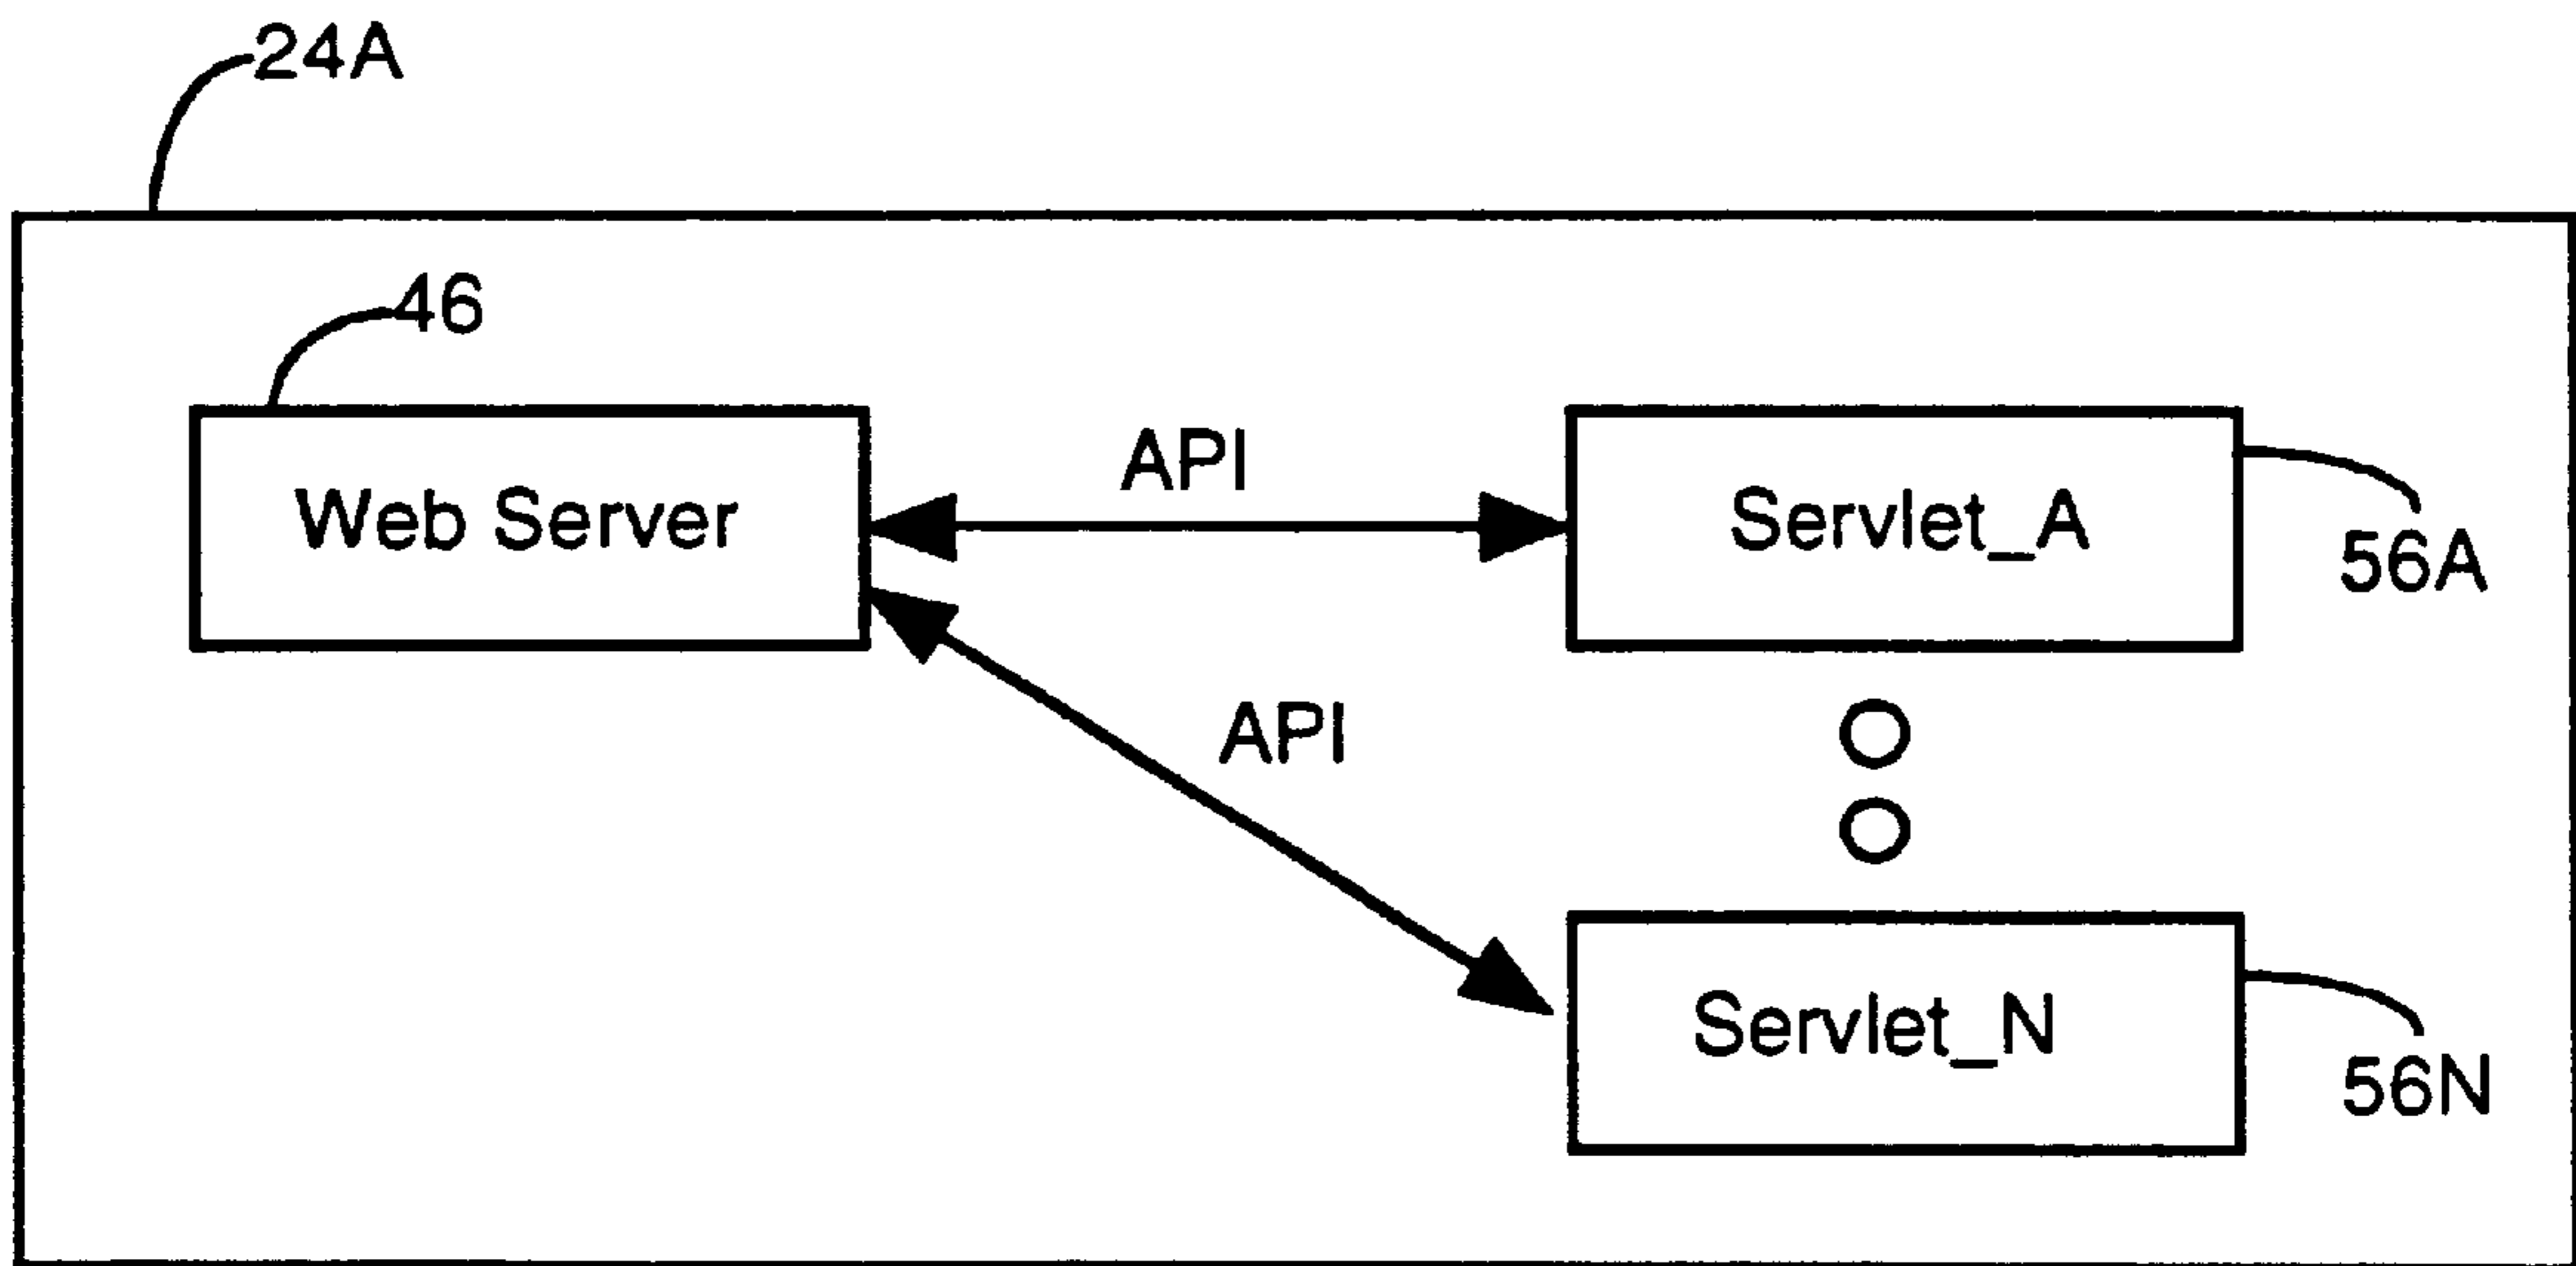 24A
46
API
Web Server
Servlet_A
56A
API
Servlet_N
56N